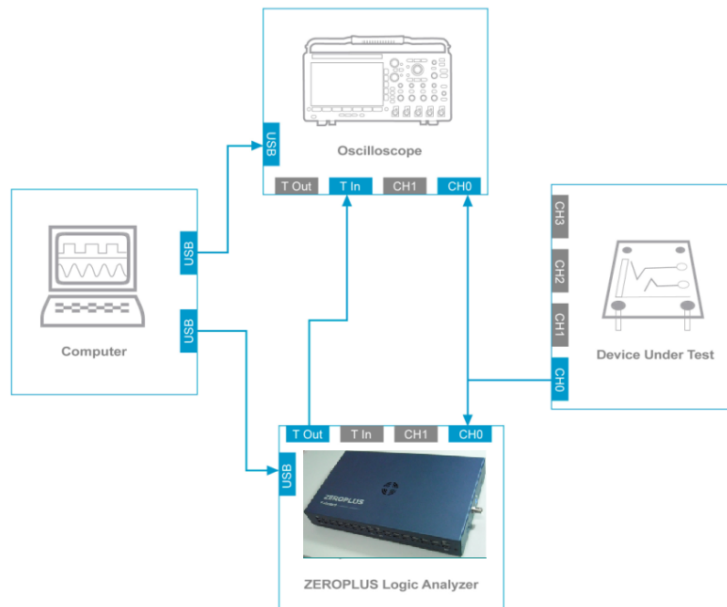 USB
Oscilloscope
T Out T In CH1 CH0
USB
USB
Computer
CH3
CH2
CH1
CH0
Device Under Test
T Out T In CH1 CH0
USB
ZEROPLUS
ZEROPLUS Logic Analyzer